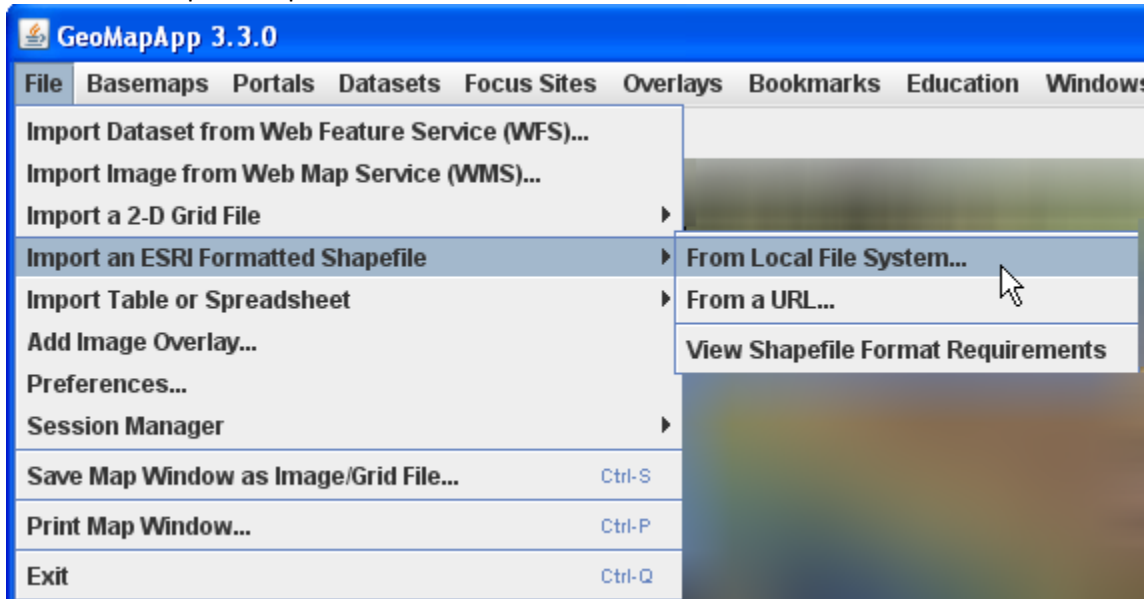 GeoMapApp 3.3.0
File Basemaps Portals Datasets Focus Sites Overlays Bookmarks Education Windows
Import Dataset from Web Feature Service (WFS)...
Import Image from Web Map Service (WMS)...
Import a 2-D Grid File
Import an ESRI Formatted Shapefile
From Local File System...
Import Table or Spreadsheet
From a URL...
Add Image Overlay...
View Shapefile Format Requirements
Preferences...
Session Manager
Save Map Window as Image/Grid File... Ctrl-S
Print Map Window... Ctrl-P
Exit Ctrl-Q